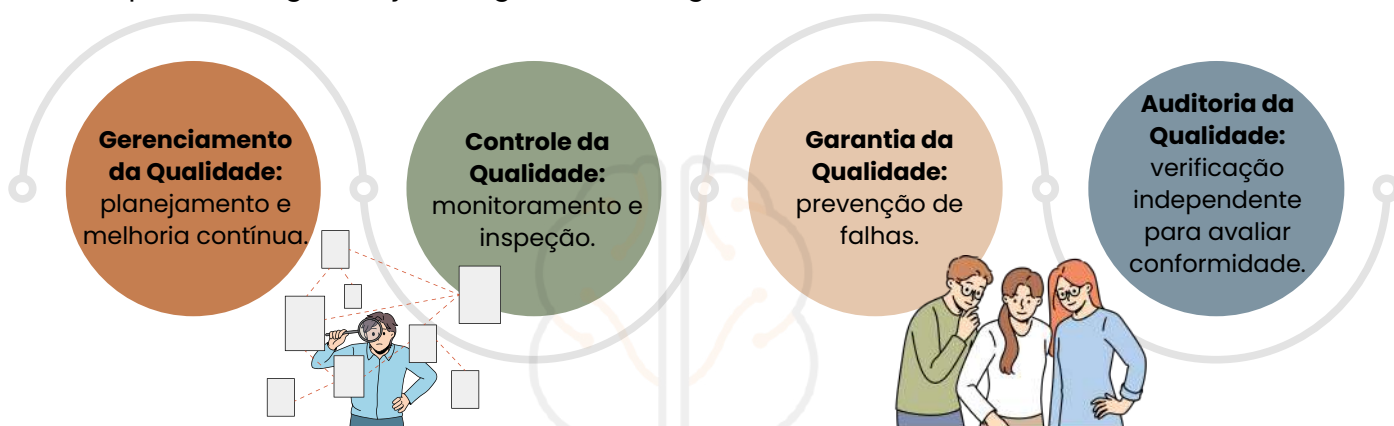 Gerenciamento
da Qualidade:
planejamento e
melhoria contínua.
Controle da
Qualidade:
monitoramento e
inspeção.
Garantia da
Qualidade:
prevenção de
falhas.
Auditoria da
Qualidade:
verificação
independente
para avaliar
conformidade.